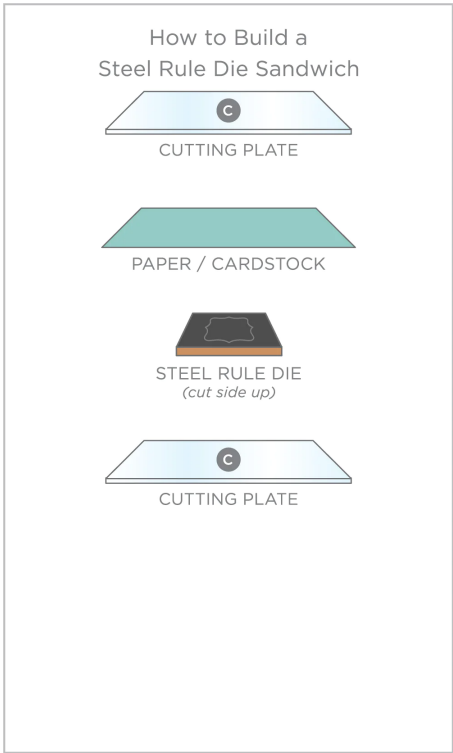 How to Build a
Steel Rule Die Sandwich
C
CUTTING PLATE
PAPER / CARDSTOCK
STEEL RULE DIE
(cut side up)
C
CUTTING PLATE